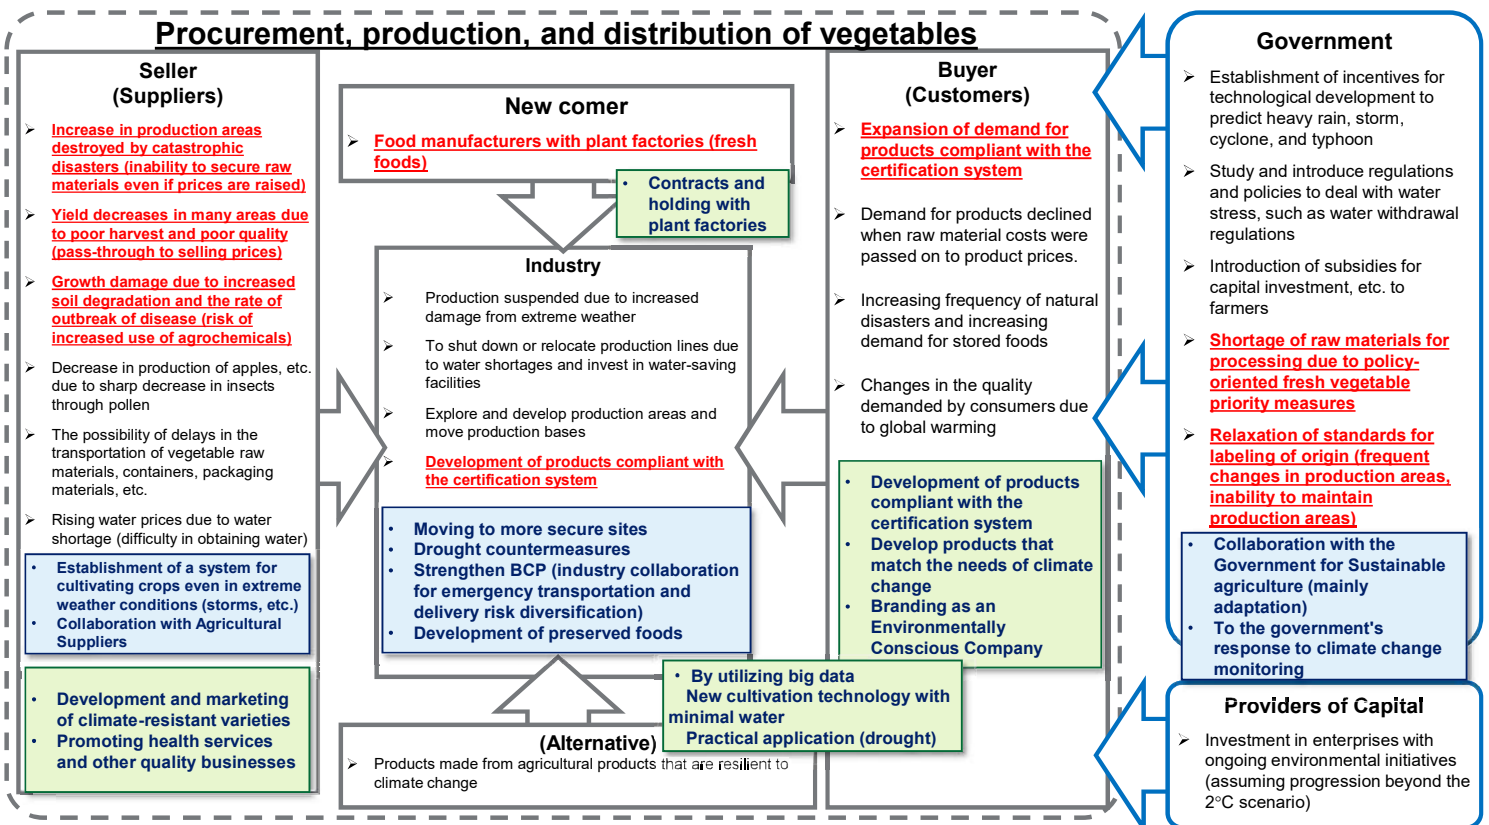 Procurement, production, and distribution of vegetables
Seller
(Suppliers)
Increase in production areas
destroyed by catastrophic
disasters (inability to secure raw
materials even if prices are raised)
Yield decreases in many areas due
to poor harvest and poor quality
(pass-through to selling prices)
Growth damage due to increased
soil degradation and the rate of
outbreak of disease (risk of
increased use of agrochemicals)
Decrease in production of apples, etc.
due to sharp decrease in insects
through pollen
The possibility of delays in the
transportation of vegetable raw
materials, containers, packaging
materials, etc.
Rising water prices due to water
shortage (difficulty in obtaining water)
• Establishment of a system for
cultivating crops even in extreme
weather conditions (storms, etc.)
• Collaboration with Agricultural
Suppliers
• Development and marketing
of climate-resistant varieties
• Promoting health services
and other quality businesses
New comer
Food manufacturers with plant factories (fresh
foods)
• Contracts and
holding with
plant factories
Industry
Production suspended due to increased
damage from extreme weather
To shut down or relocate production lines due
to water shortages and invest in water-saving
facilities
Explore and develop production areas and
move production bases
Development of products compliant with
the certification system
• Moving to more secure sites
• Drought countermeasures
• Strengthen BCP (industry collaboration
for emergency transportation and
delivery risk diversification)
• Development of preserved foods
• By utilizing big data
New cultivation technology with
minimal water
Practical application (drought)
(Alternative)
Products made from agricultural products that are resilient to
climate change
Buyer
(Customers)
Expansion of demand for
products compliant with the
certification system
Demand for products declined
when raw material costs were
passed on to product prices.
Increasing frequency of natural
disasters and increasing
demand for stored foods
Changes in the quality
demanded by consumers due
to global warming
• Development of products
compliant with the
certification system
• Develop products that
match the needs of climate
change
• Branding as an
Environmentally
Conscious Company
Government
Establishment of incentives for
technological development to
predict heavy rain, storm,
cyclone, and typhoon
Study and introduce regulations
and policies to deal with water
stress, such as water withdrawal
regulations
Introduction of subsidies for
capital investment, etc. to
farmers
Shortage of raw materials for
processing due to policy-
oriented fresh vegetable
priority measures
Relaxation of standards for
labeling of origin (frequent
changes in production areas,
inability to maintain
production areas)
• Collaboration with the
Government for Sustainable
agriculture (mainly
adaptation)
• To the government's
response to climate change
monitoring
Providers of Capital
Investment in enterprises with
ongoing environmental initiatives
(assuming progression beyond the
2°C scenario)